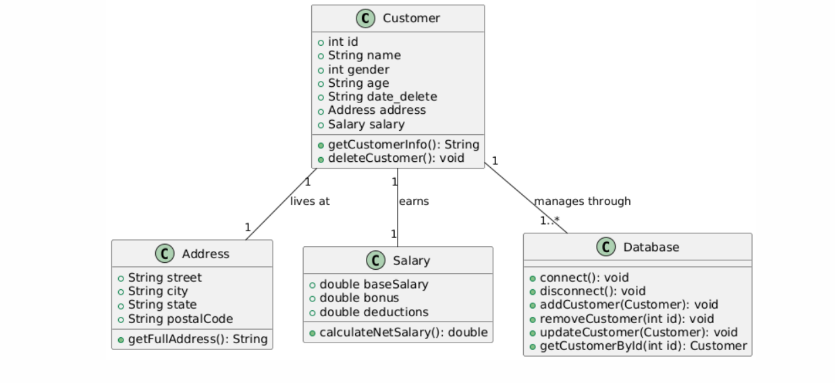 C Customer
int id
String name
int gender
String age
String date_delete
Address address
Salary salary
getCustomerInfo(): String
deleteCustomer(): void
1
1
1
lives at
earns
manages through
1
1
1..*
C Address
String street
String city
String state
String postalCode
getFullAddress(): String
C Salary
double baseSalary
double bonus
double deductions
calculateNetSalary(): double
C Database
connect(): void
disconnect(): void
addCustomer(Customer): void
removeCustomer(int id): void
updateCustomer(Customer): void
getCustomerById(int id): Customer